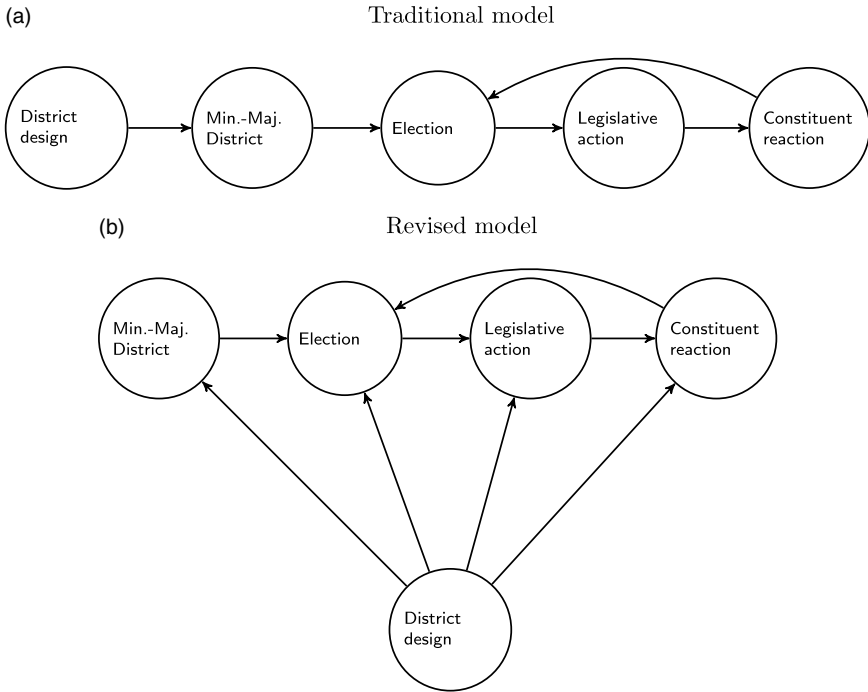 (a)
Traditional model
District
design
Min.-Maj.
District
Election
Legislative
action
Constituent
reaction
(b)
Revised model
Min.-Maj.
District
Election
Legislative
action
Constituent
reaction
District
design